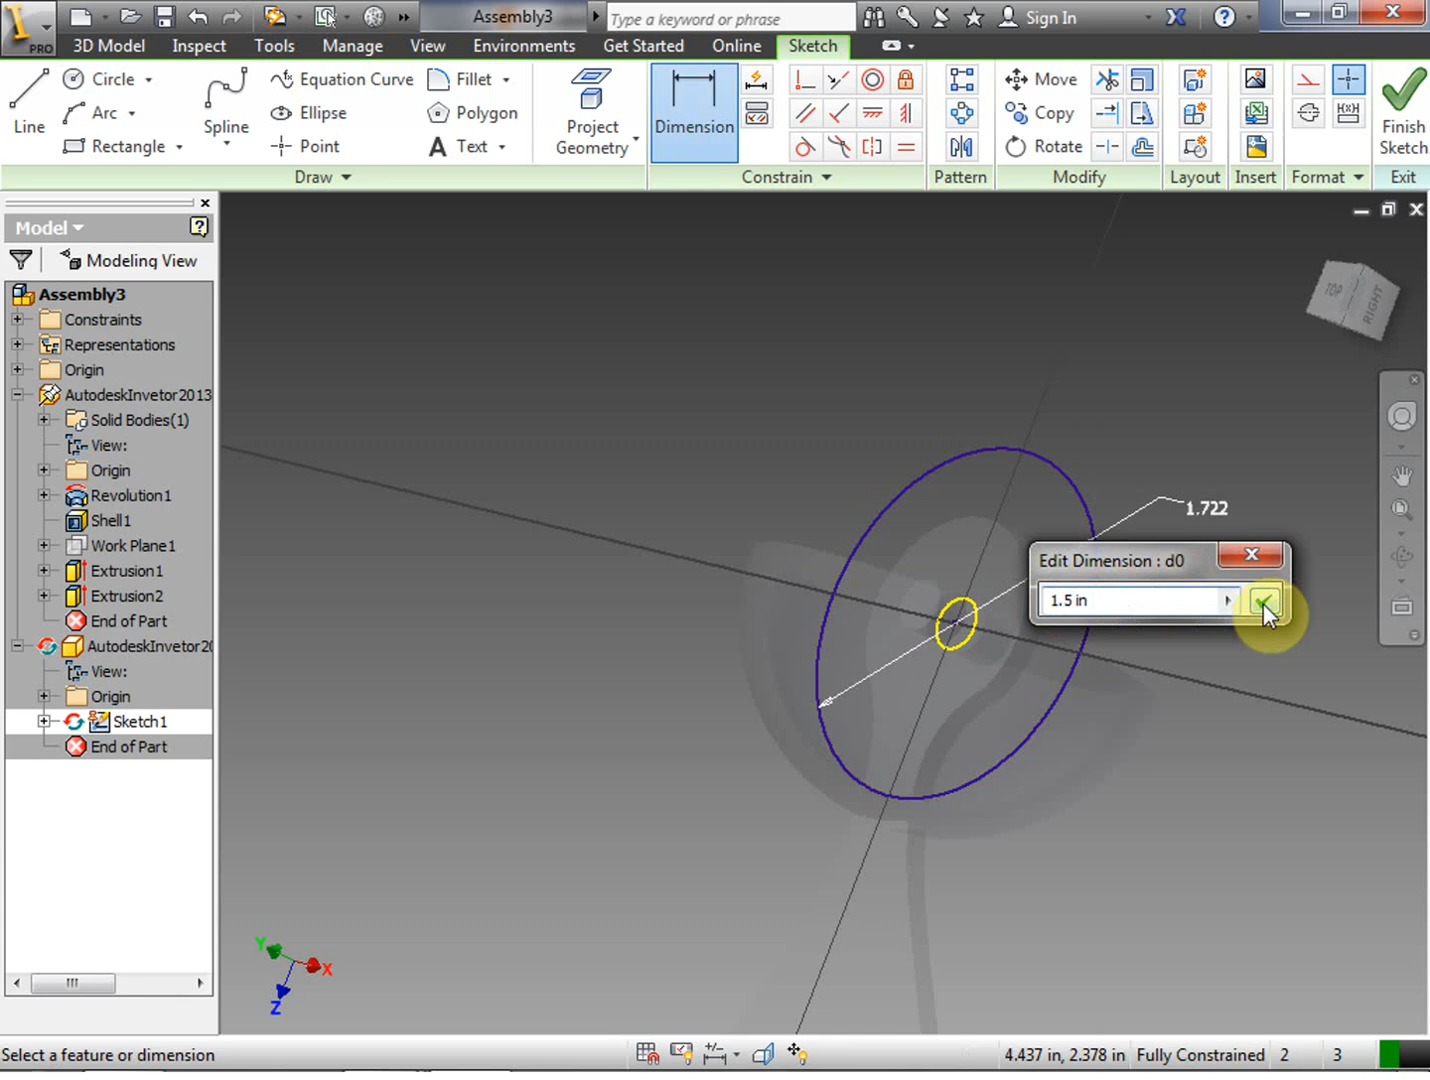 PRO
Assembly3
Type a keyword or phrase
Sign In
3D Model
Inspect
Tools
Manage
View
Environments
Get Started
Online
Sketch
Line
Circle
Arc
Rectangle
Spline
Equation Curve
Ellipse
Point
Fillet
Polygon
A Text
Project
Geometry
Dimension
Move
Copy
Rotate
Finish
Sketch
Draw
Constrain
Pattern
Modify
Layout
Insert
Format
Exit
Model
Modeling View
Assembly3
Constraints
Representations
Origin
AutodeskInvetor2013
Solid Bodies(1)
View:
Origin
Revolution1
Shell1
Work Plane1
Extrusion1
Extrusion2
End of Part
AutodeskInvetor20
View:
Origin
Sketch1
End of Part
TOP
RIGHT
1.722
Edit Dimension : d0
1.5 in
Y
X
Z
Select a feature or dimension
4.437 in, 2.378 in
Fully Constrained
2
3